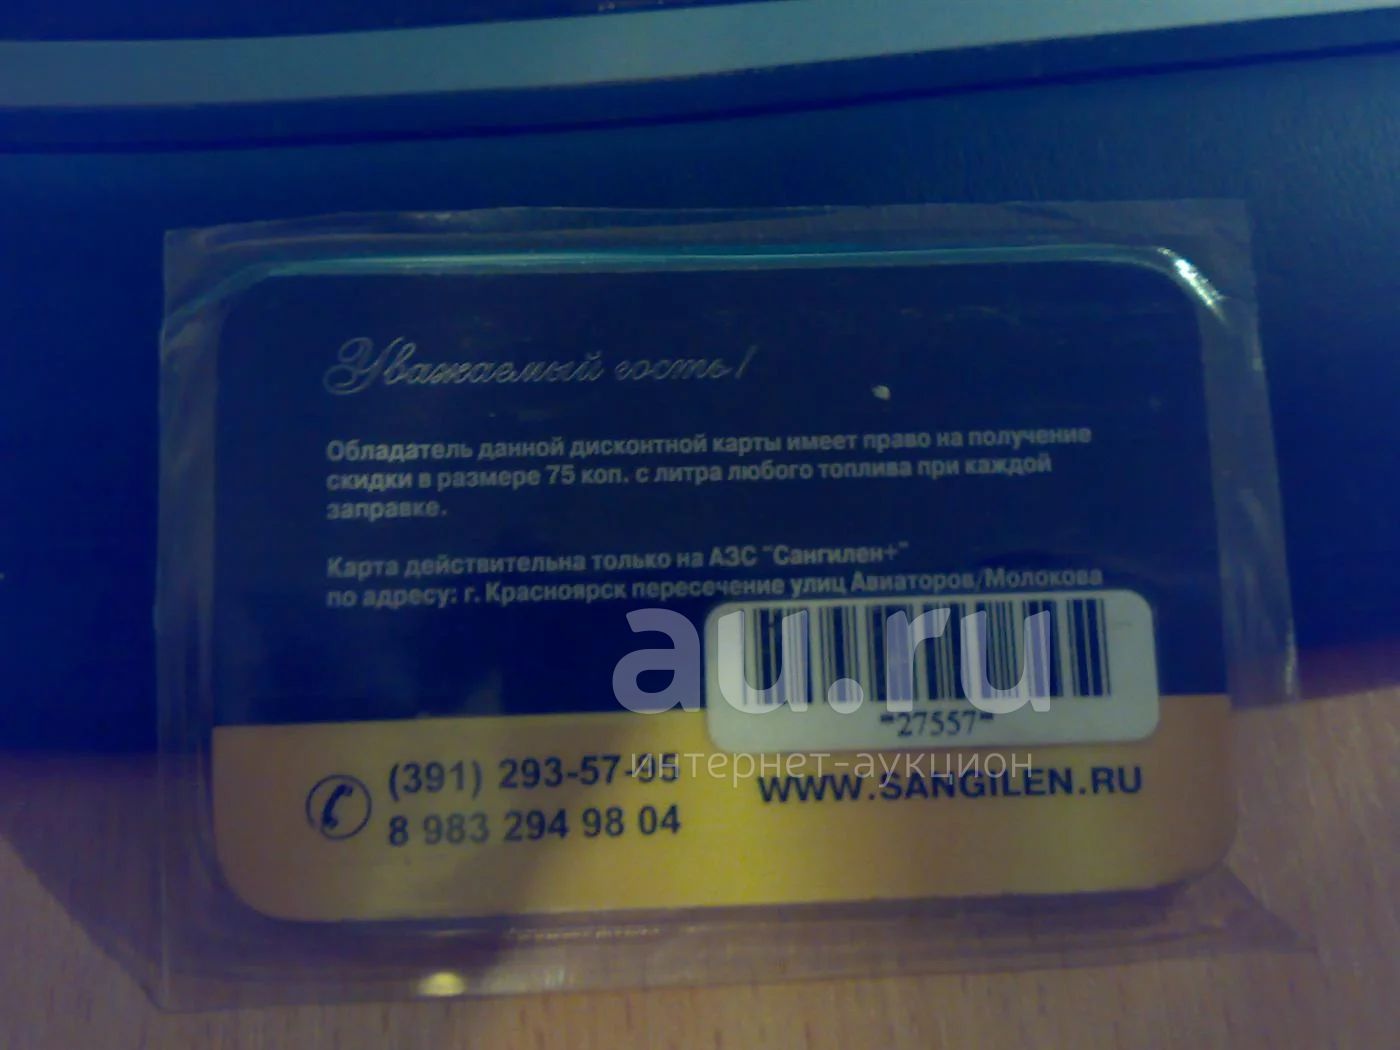 Уважаемый гость!
Обладатель данной дисконтной карты имеет право на получение
скидки в размере 75 коп. с литра любого топлива при каждой
заправке.
Карта действительна только на АЗС "Сангилен+"
по адресу: г. Красноярск пересечение улиц Авиаторов/Молокова
au.ru
*27557*
интернет-аукцион
(391) 293-57-95
8 983 294 98 04
WWW.SANGILEN.RU